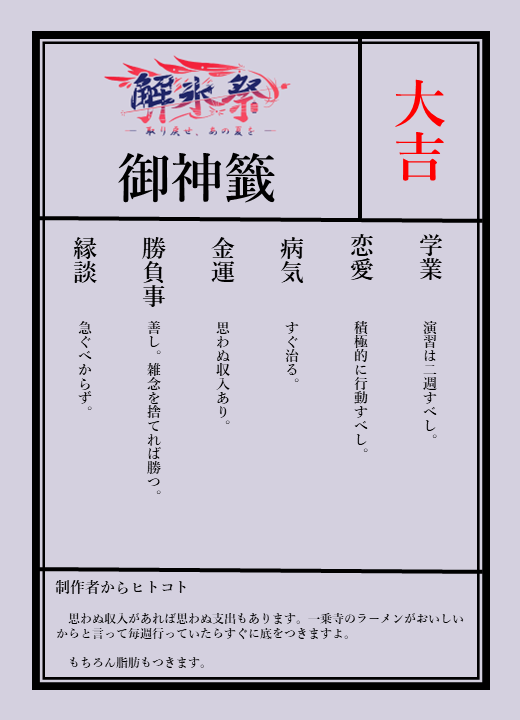 解氷祭
取り戻せ、あの夏を
御神籤
大吉
学業
演習は二週すべし。
恋愛
積極的に行動すべし。
病気
すぐ治る。
金運
思わぬ収入あり。
勝負事
善し。雑念を捨てれば勝つ。
縁談
急ぐべからず。
制作者からヒトコト
思わぬ収入があれば思わぬ支出もあります。一乗寺のラーメンがおいしい
からと言って毎週行っていたらすぐに底をつきますよ。
もちろん脂肪もつきます。